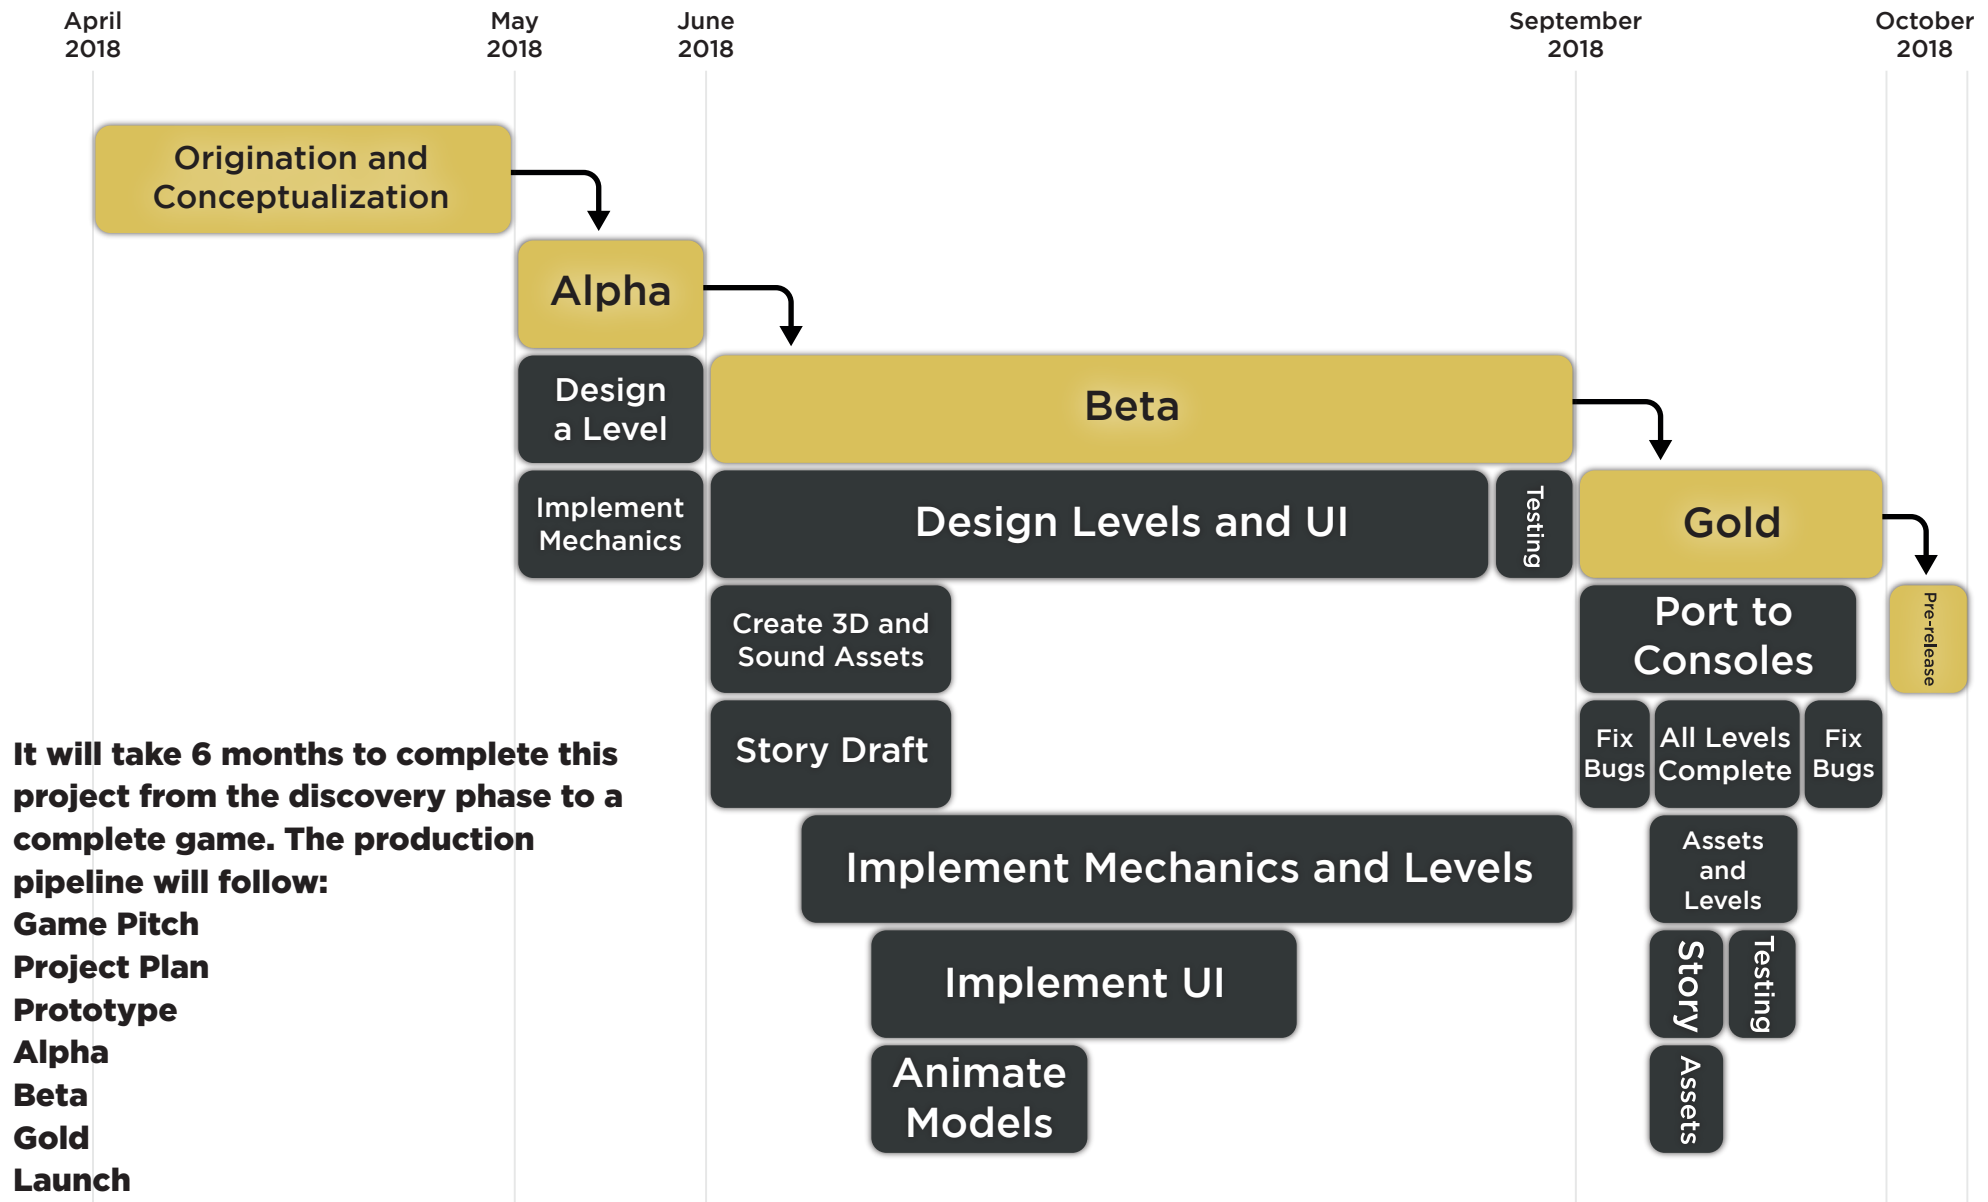 April
2018
May
2018
June
2018
September
2018
October
2018
Origination and
Conceptualization
Alpha
Design
a Level
Beta
Implement
Mechanics
Design Levels and UI
Testing
Gold
Create 3D and
Sound Assets
Port to
Consoles
Pre-release
Story Draft
Fix
Bugs
All Levels
Complete
Fix
Bugs
Implement Mechanics and Levels
Assets
and
Levels
Implement UI
Story
Testing
Animate
Models
Assets
It will take 6 months to complete this
project from the discovery phase to a
complete game. The production
pipeline will follow:
Game Pitch
Project Plan
Prototype
Alpha
Beta
Gold
Launch